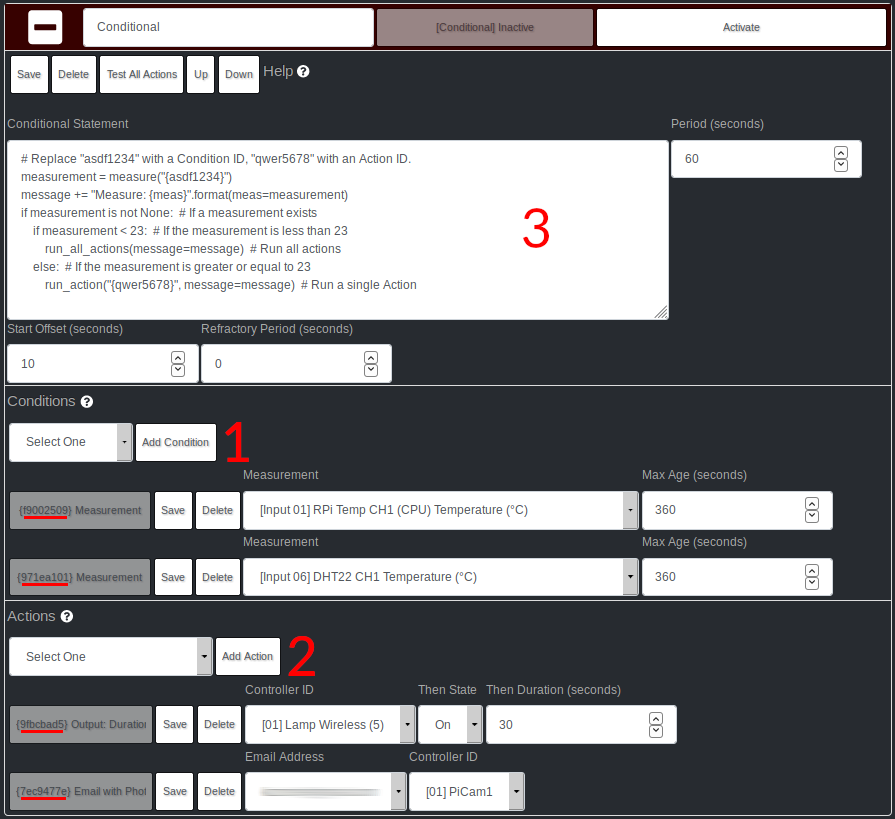 Conditional
[Conditional] Inactive
Activate
Save
Delete
Test All Actions
Up
Down
Help ?
Conditional Statement
Period (seconds)
# Replace "asdf1234" with a Condition ID, "qwer5678" with an Action ID.
measurement = measure("{asdf1234}")
message += "Measure: {meas}".format(meas=measurement)
if measurement is not None:  # If a measurement exists
    if measurement < 23:  # If the measurement is less than 23
        run_all_actions(message=message)  # Run all actions
    else:  # If the measurement is greater or equal to 23
        run_action("{qwer5678}", message=message)  # Run a single Action
3
60
Start Offset (seconds)
Refractory Period (seconds)
10
0
Conditions ?
Select One
Add Condition
1
Measurement
Max Age (seconds)
{f9002509} Measurement
Save
Delete
[Input 01] RPi Temp CH1 (CPU) Temperature (°C)
360
Measurement
Max Age (seconds)
{971ea101} Measurement
Save
Delete
[Input 06] DHT22 CH1 Temperature (°C)
360
Actions ?
Select One
Add Action
2
Controller ID
Then State
Then Duration (seconds)
{9fbcbad5} Output: Duration
Save
Delete
[01] Lamp Wireless (5)
On
30
Email Address
Controller ID
{7ec9477e} Email with Phot
Save
Delete
[01] PiCam1